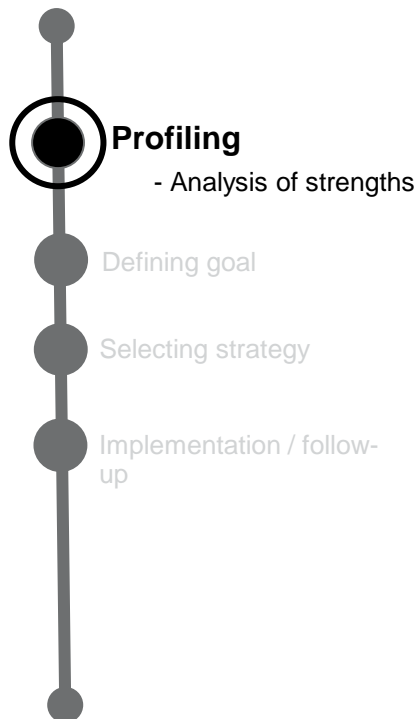 Profiling
- Analysis of strengths
Defining goal
Selecting strategy
Implementation / follow-
up